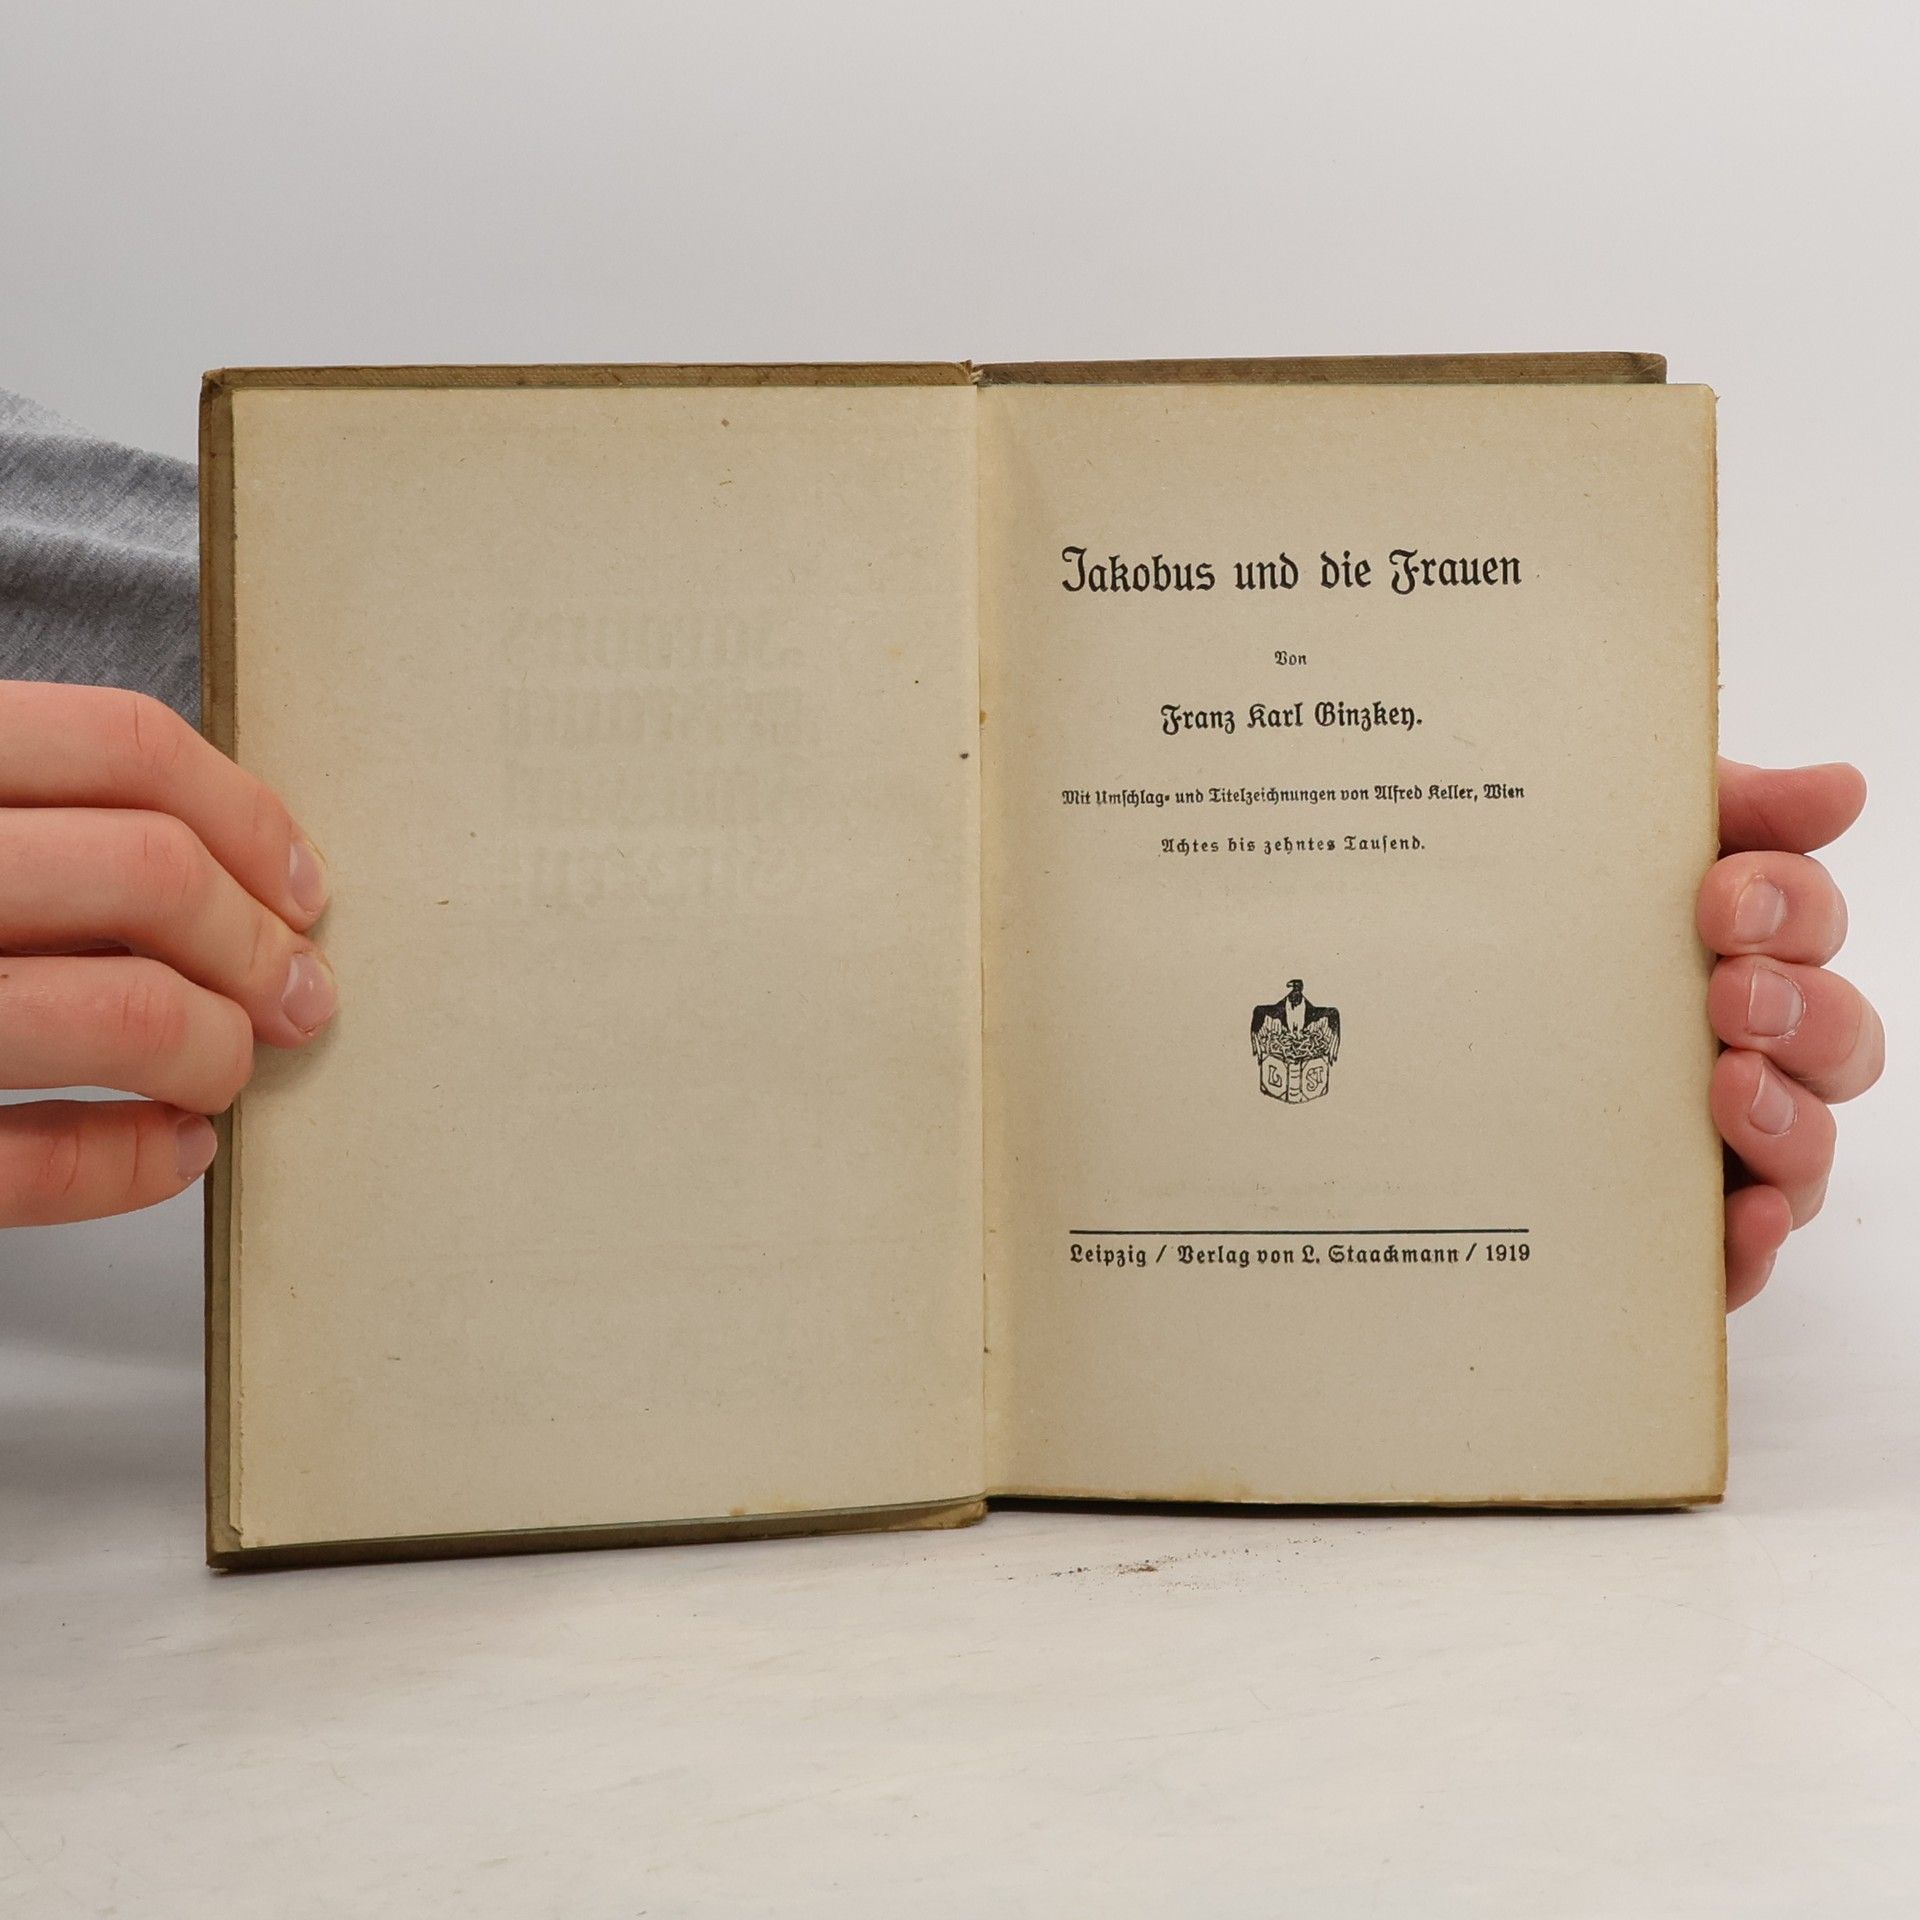 Jakobus und die Frauen
Von
Franz Karl Ginzkey.
Mit Umschlag- und Titelzeichnungen von Alfred Keller, Wien
Achtes bis zehntes Tausend.
L ST
Leipzig / Verlag von L. Staackmann / 1919